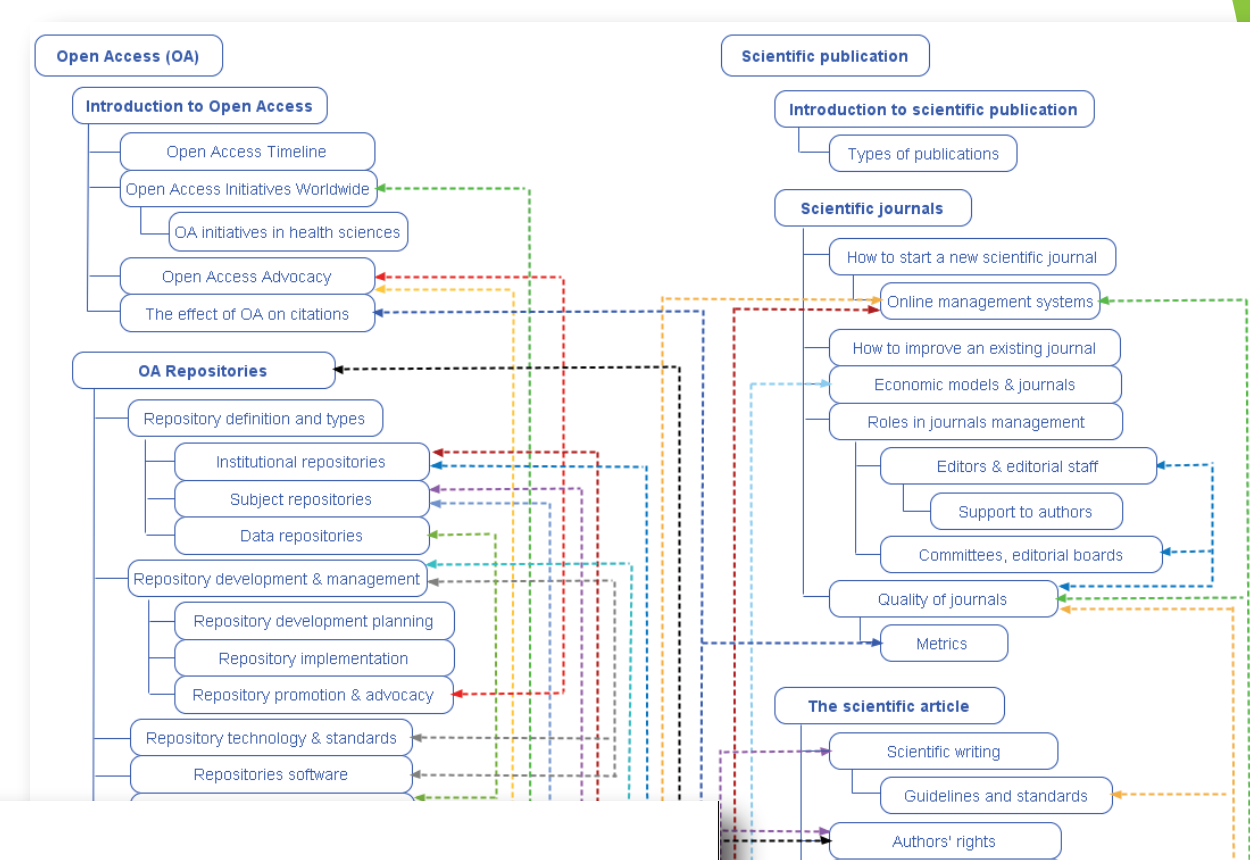 Open Access (OA)
Introduction to Open Access
Open Access Timeline
Open Access Initiatives Worldwide
OA initiatives in health sciences
Open Access Advocacy
The effect of OA on citations
OA Repositories
Repository definition and types
Institutional repositories
Subject repositories
Data repositories
Repository development & management
Repository development planning
Repository implementation
Repository promotion & advocacy
Repository technology & standards
Repositories software
Scientific publication
Introduction to scientific publication
Types of publications
Scientific journals
How to start a new scientific journal
Online management systems
How to improve an existing journal
Economic models & journals
Roles in journals management
Editors & editorial staff
Support to authors
Committees, editorial boards
Quality of journals
Metrics
The scientific article
Scientific writing
Guidelines and standards
Authors' rights